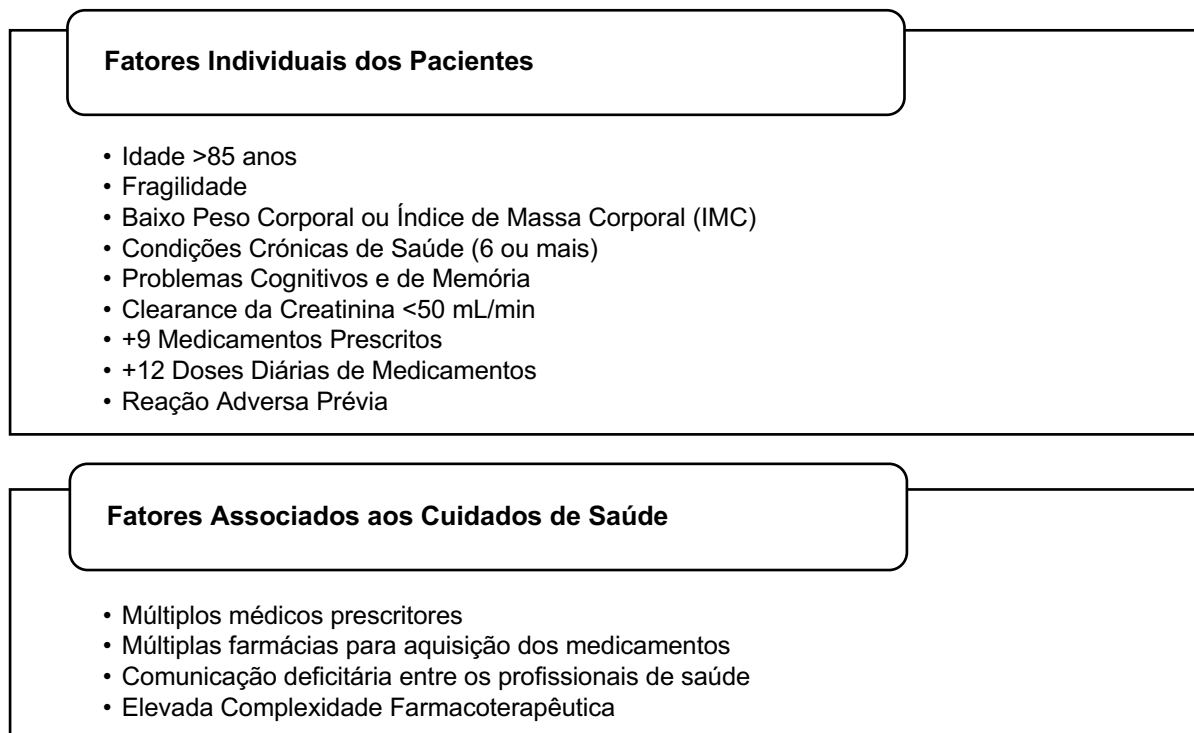 Fatores Individuais dos Pacientes
• Idade >85 anos
• Fragilidade
• Baixo Peso Corporal ou Índice de Massa Corporal (IMC)
• Condições Crónicas de Saúde (6 ou mais)
• Problemas Cognitivos e de Memória
• Clearance da Creatinina <50 mL/min
• +9 Medicamentos Prescritos
• +12 Doses Diárias de Medicamentos
• Reação Adversa Prévia
Fatores Associados aos Cuidados de Saúde
• Múltiplos médicos prescritores
• Múltiplas farmácias para aquisição dos medicamentos
• Comunicação deficitária entre os profissionais de saúde
• Elevada Complexidade Farmacoterapêutica